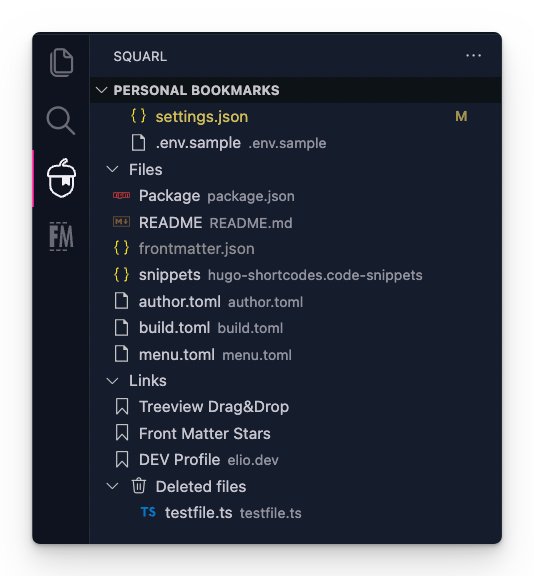 SQUARL ...
PERSONAL BOOKMARKS
{} settings.json M
.env.sample .env.sample
Files
npm Package package.json
M↓ README README.md
{} frontmatter.json
{} snippets hugo-shortcodes.code-snippets
author.toml author.toml
build.toml build.toml
menu.toml menu.toml
Links
Treeview Drag&Drop
FM Front Matter Stars
DEV Profile elio.dev
Deleted files
TS testfile.ts testfile.ts